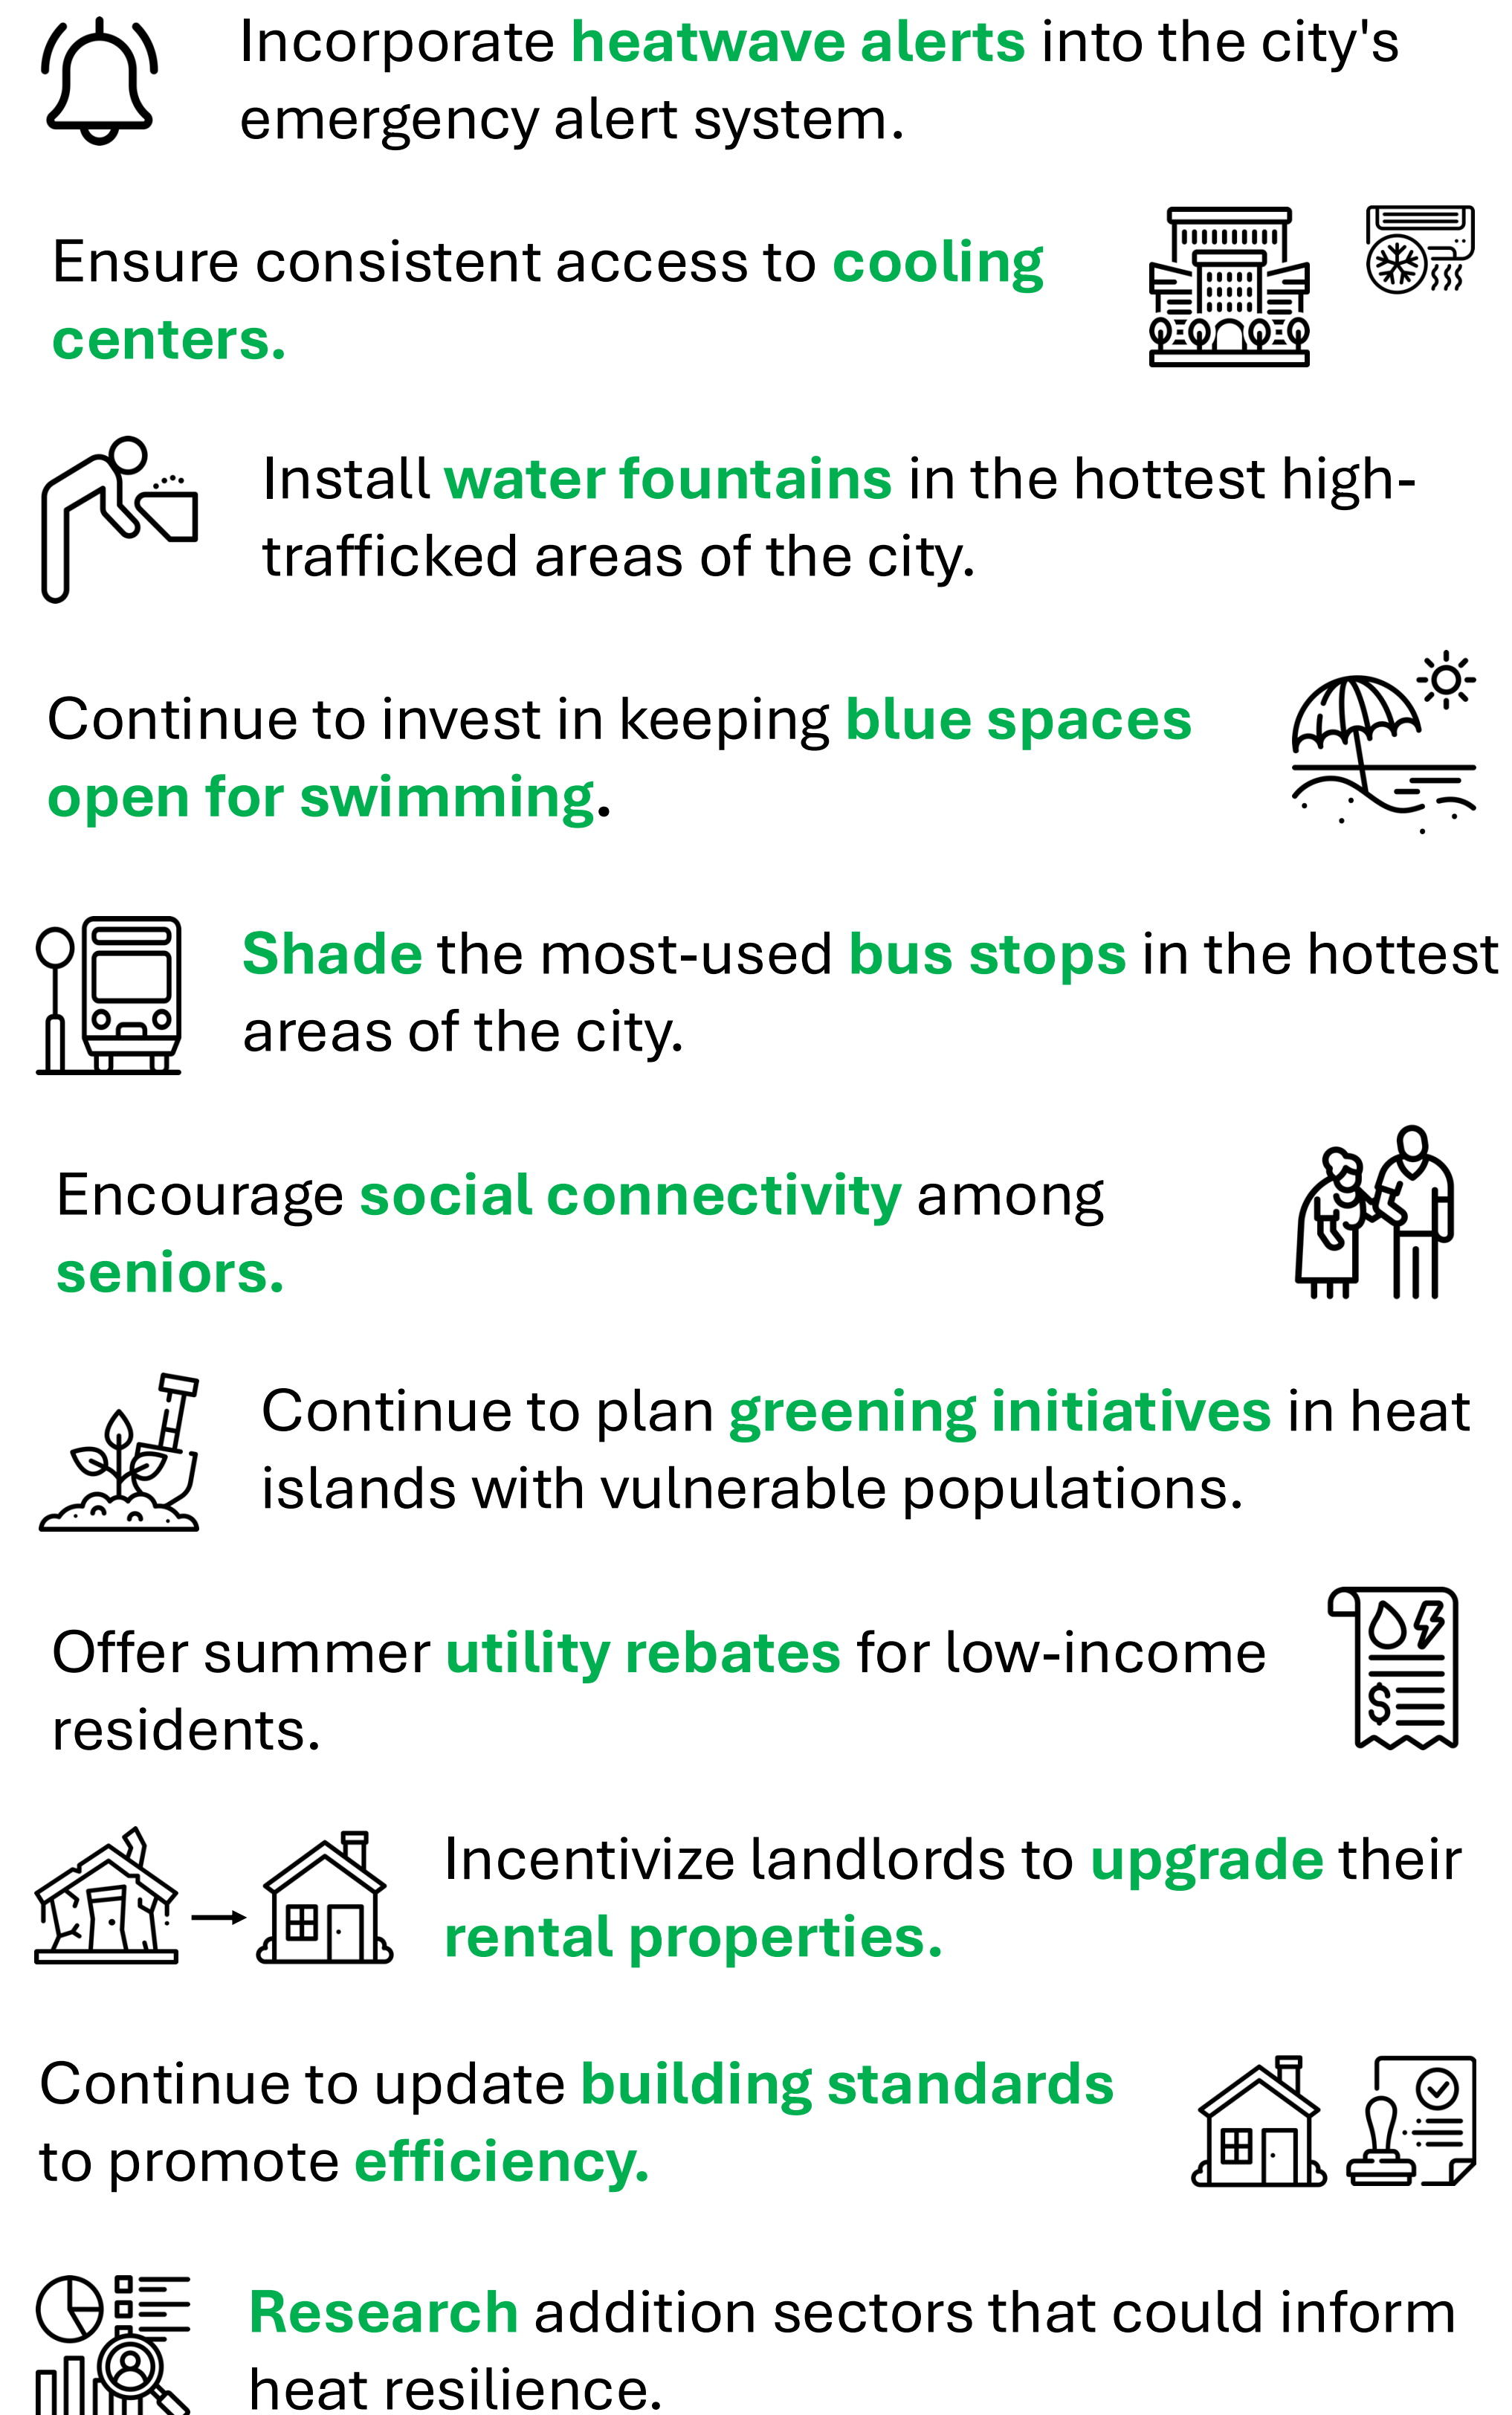 Incorporate heatwave alerts into the city's
emergency alert system.
Ensure consistent access to cooling
centers.
Install water fountains in the hottest high-
trafficked areas of the city.
Continue to invest in keeping blue spaces
open for swimming.
Shade the most-used bus stops in the hottest
areas of the city.
Encourage social connectivity among
seniors.
Continue to plan greening initiatives in heat
islands with vulnerable populations.
Offer summer utility rebates for low-income
residents.
Incentivize landlords to upgrade their
rental properties.
Continue to update building standards
to promote efficiency.
Research addition sectors that could inform
heat resilience.